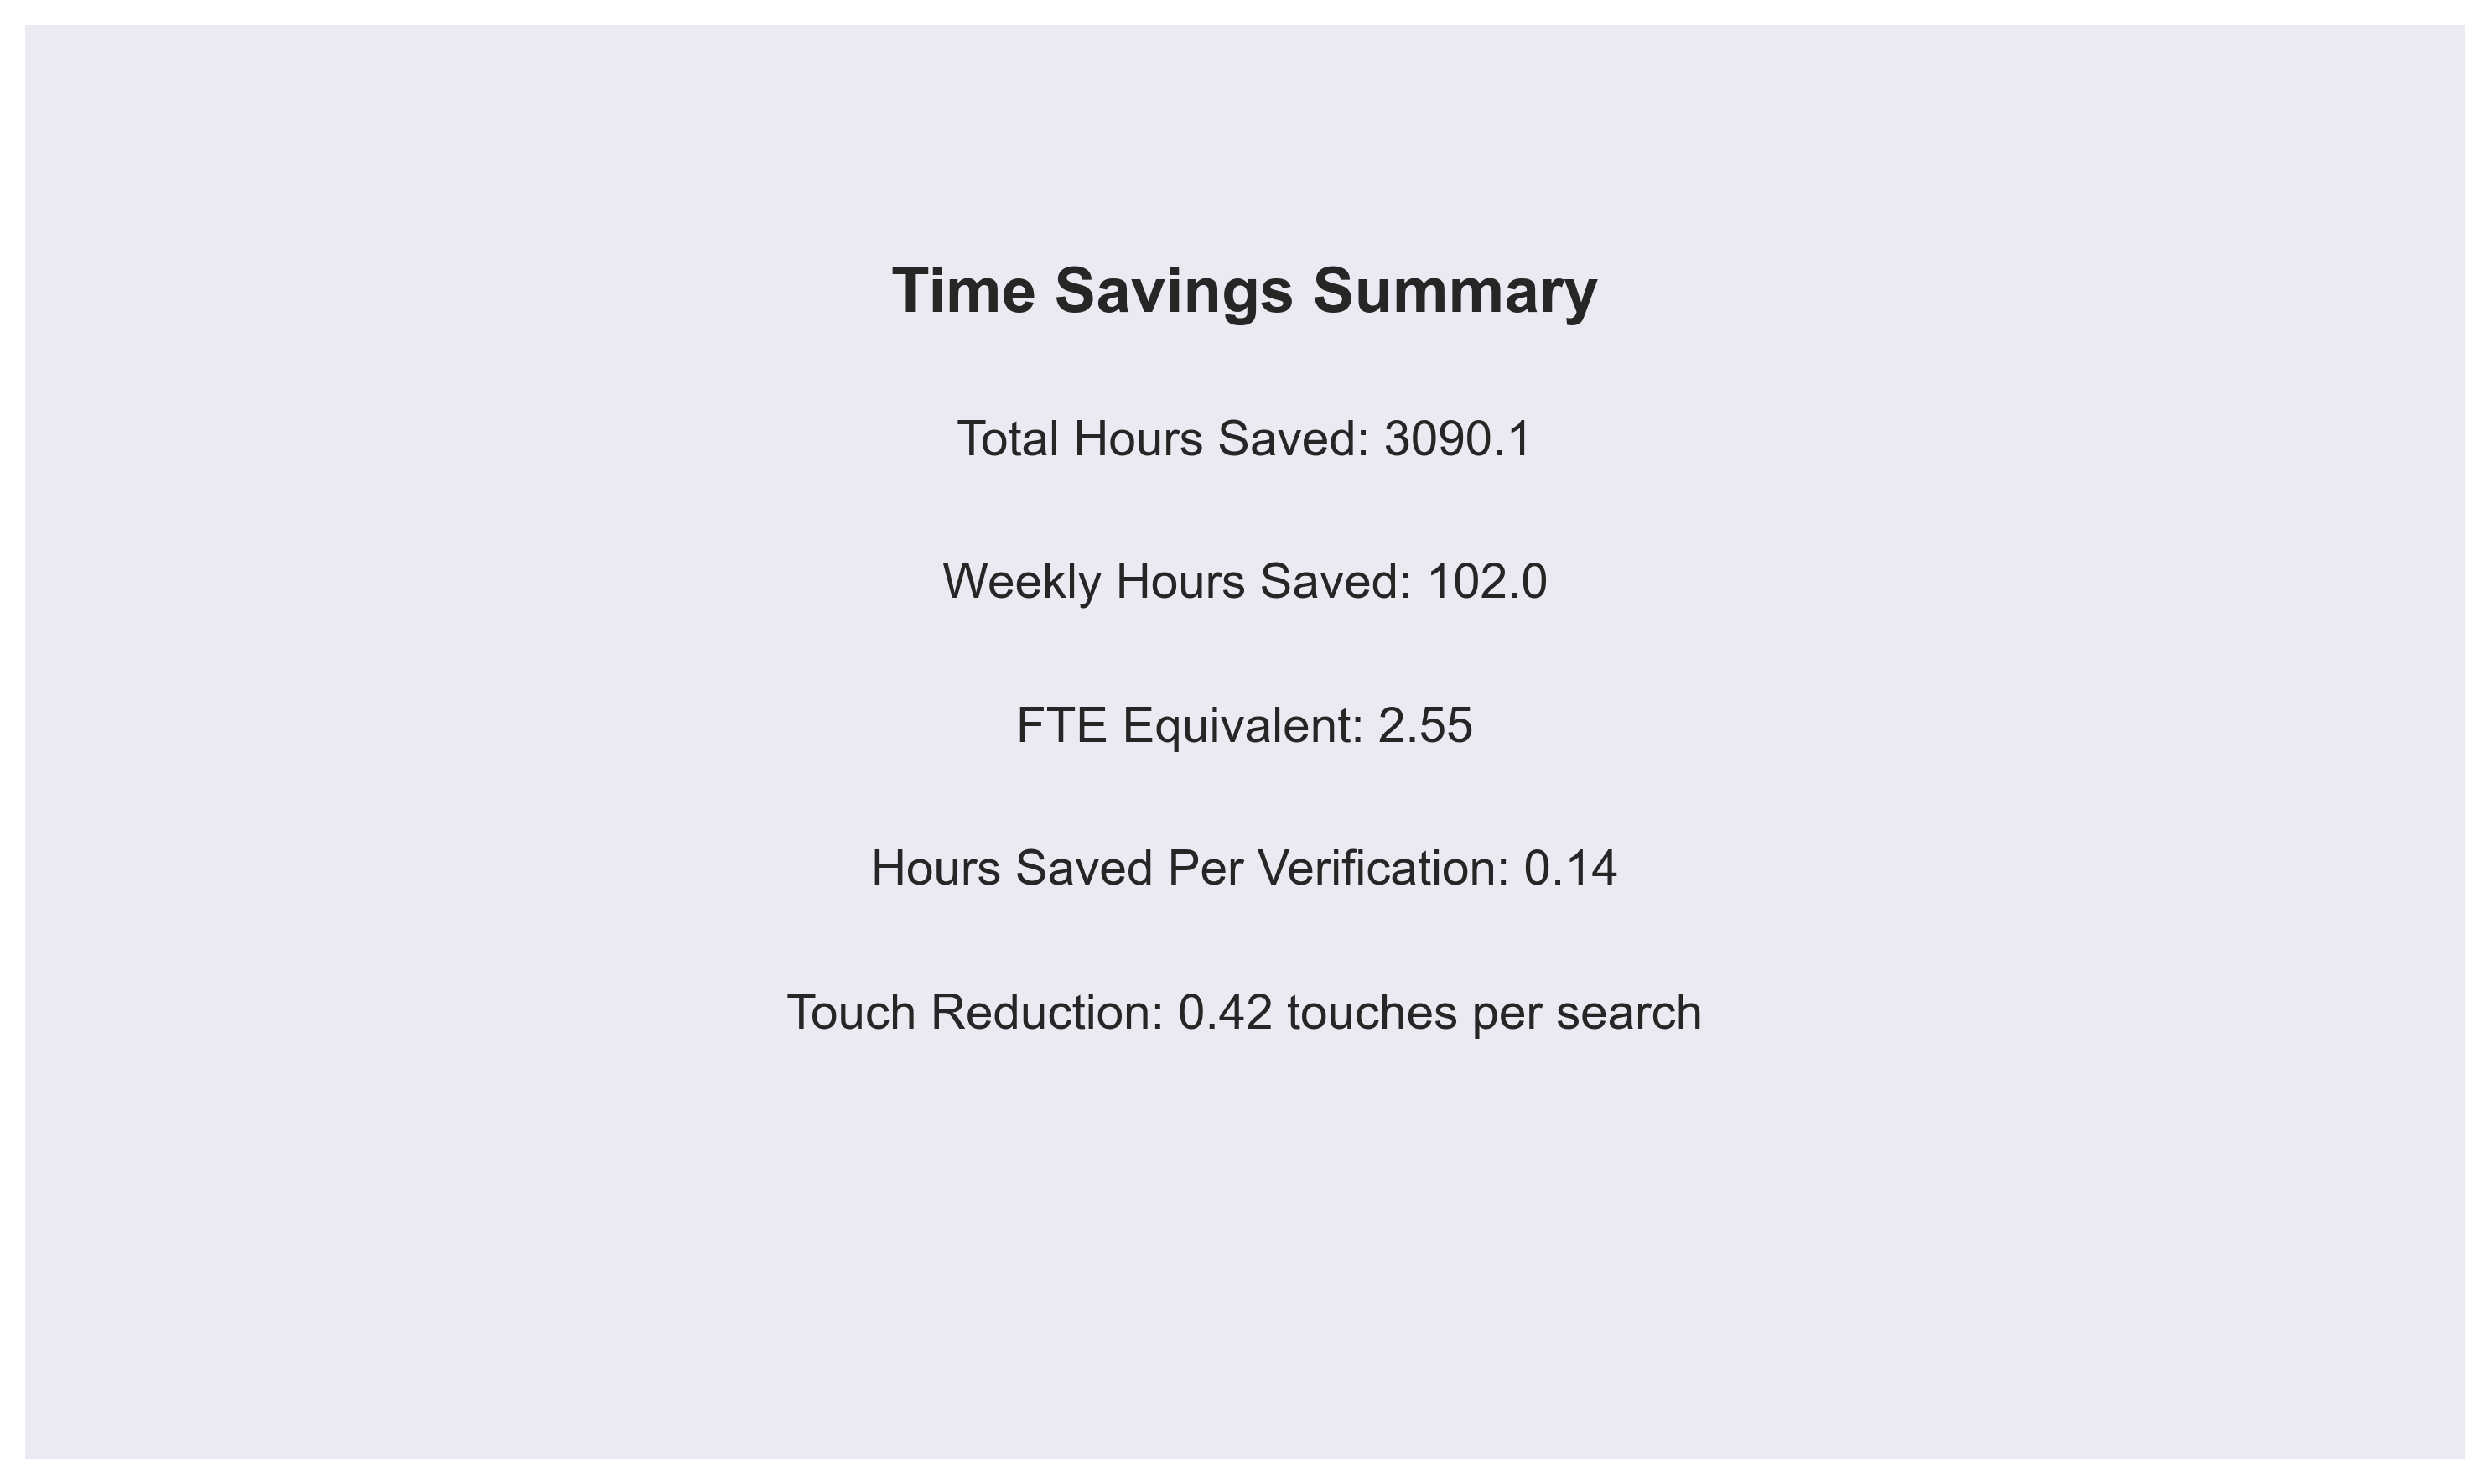 Time Savings Summary
Total Hours Saved: 3090.1
Weekly Hours Saved: 102.0
FTE Equivalent: 2.55
Hours Saved Per Verification: 0.14
Touch Reduction: 0.42 touches per search